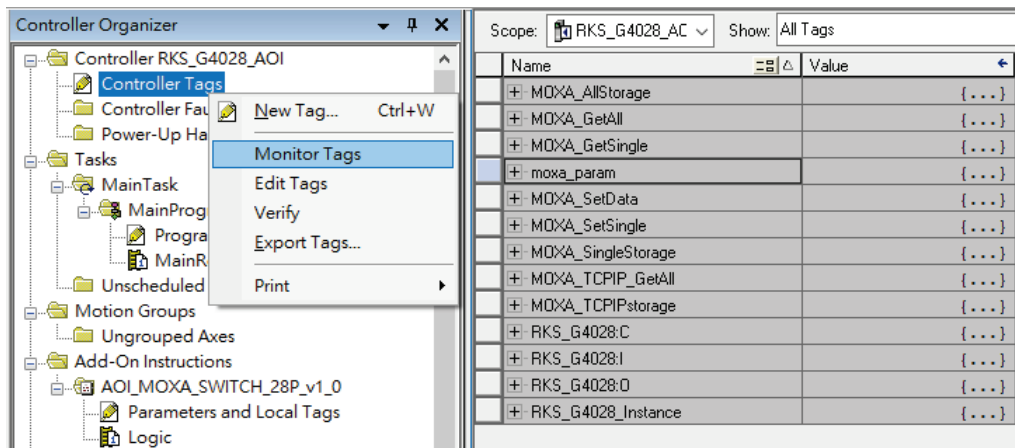 Controller Organizer
Controller RKS_G4028_AOI
Controller Tags
Controller Fau
Power-Up Ha
Tasks
MainTask
MainProg
Progra
MainR
Unscheduled
Motion Groups
Ungrouped Axes
Add-On Instructions
AOI_MOXA_SWITCH_28P_v1_0
Parameters and Local Tags
Logic
New Tag... Ctrl+W
Monitor Tags
Edit Tags
Verify
Export Tags...
Print
Scope: RKS_G4028_AC Show: All Tags
Name Value
MOXA_AllStorage {...}
MOXA_GetAll {...}
MOXA_GetSingle {...}
moxa_param {...}
MOXA_SetData {...}
MOXA_SetSingle {...}
MOXA_SingleStorage {...}
MOXA_TCPIP_GetAll {...}
MOXA_TCPIPstorage {...}
RKS_G4028:C {...}
RKS_G4028:I {...}
RKS_G4028:O {...}
RKS_G4028_Instance {...}